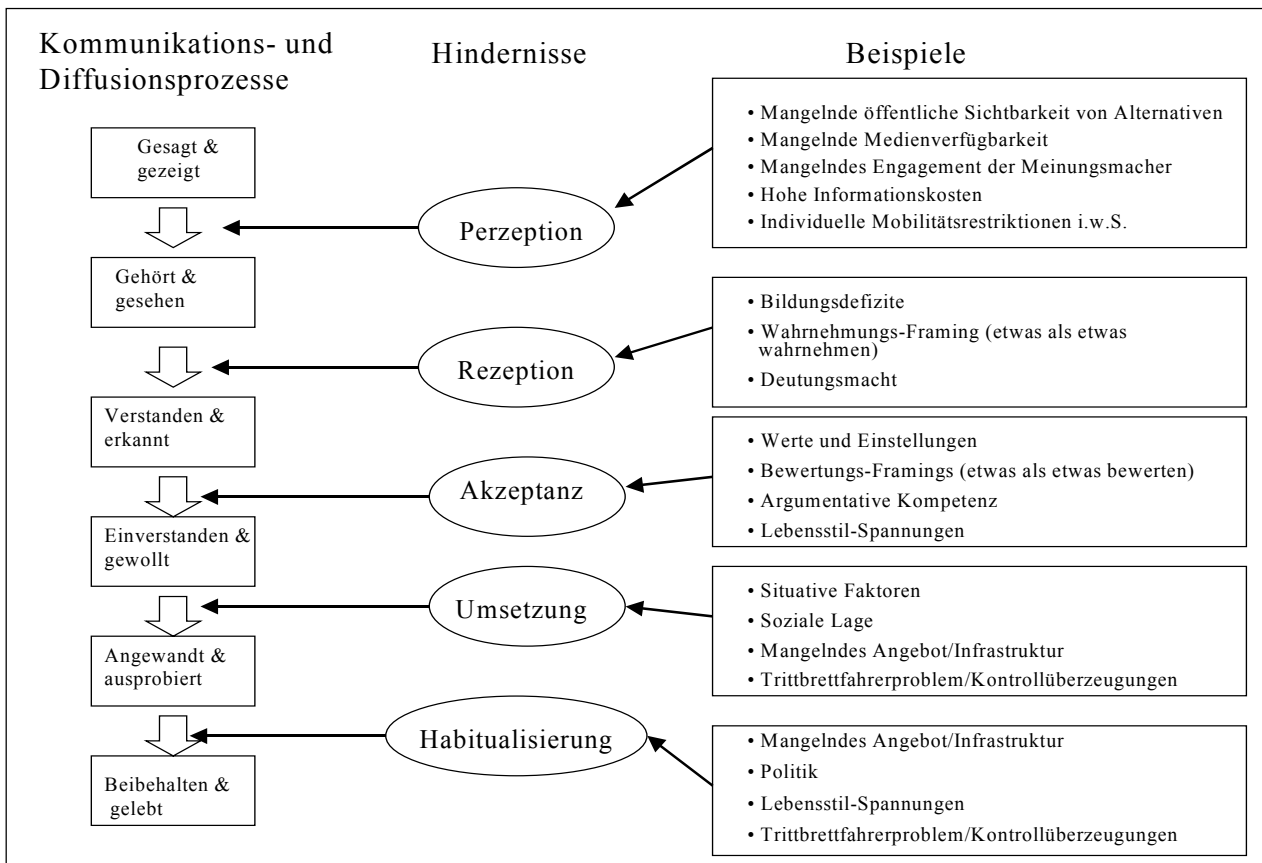 Kommunikations- und
Diffusionsprozesse
Hindernisse
Beispiele
Gesagt &
gezeigt
Gehört &
gesehen
Verstanden &
erkannt
Einverstanden &
gewollt
Angewandt &
ausprobiert
Beibehalten &
gelebt
Perzeption
Rezeption
Akzeptanz
Umsetzung
Habitualisierung
• Mangelnde öffentliche Sichtbarkeit von Alternativen
• Mangelnde Medienverfügbarkeit
• Mangelndes Engagement der Meinungsmacher
• Hohe Informationskosten
• Individuelle Mobilitätsrestriktionen i.w.S.
• Bildungsdefizite
• Wahrnehmungs-Framing (etwas als etwas
wahrnehmen)
• Deutungsmacht
• Werte und Einstellungen
• Bewertungs-Framings (etwas als etwas bewerten)
• Argumentative Kompetenz
• Lebensstil-Spannungen
• Situative Faktoren
• Soziale Lage
• Mangelndes Angebot/Infrastruktur
• Trittbrettfahrerproblem/Kontrollüberzeugungen
• Mangelndes Angebot/Infrastruktur
• Politik
• Lebensstil-Spannungen
• Trittbrettfahrerproblem/Kontrollüberzeugungen